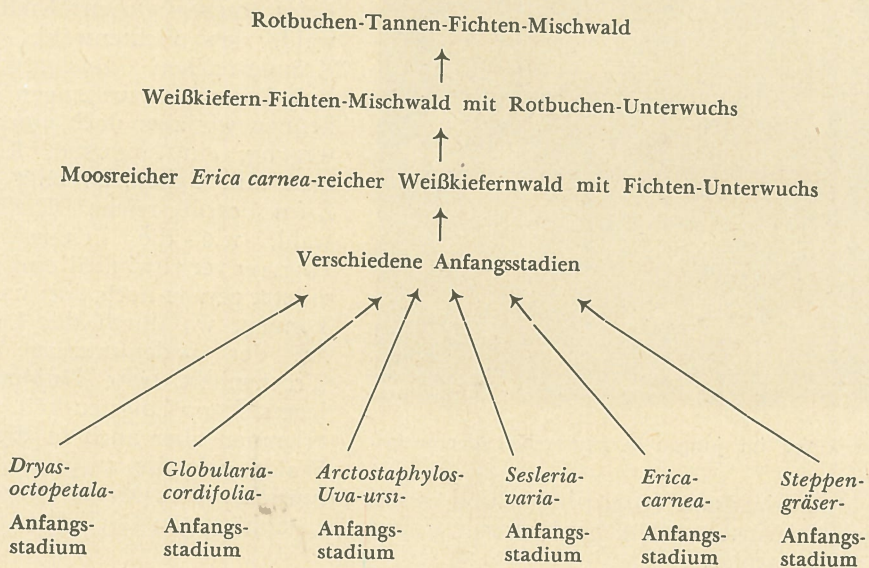 Rotbuchen-Tannen-Fichten-Mischwald
Weißkiefern-Fichten-Mischwald mit Rotbuchen-Unterwuchs
Moosreicher Erica carnea-reicher Weißkiefernwald mit Fichten-Unterwuchs
Verschiedene Anfangsstadien
Dryas-
octopetala-
Anfangs-
stadium
Globularia-
cordifolia-
Anfangs-
stadium
Arctostaphylos-
Uva-ursi-
Anfangs-
stadium
Sesleria-
varia-
Anfangs-
stadium
Erica-
carnea-
Anfangs-
stadium
Steppen-
gräser-
Anfangs-
stadium